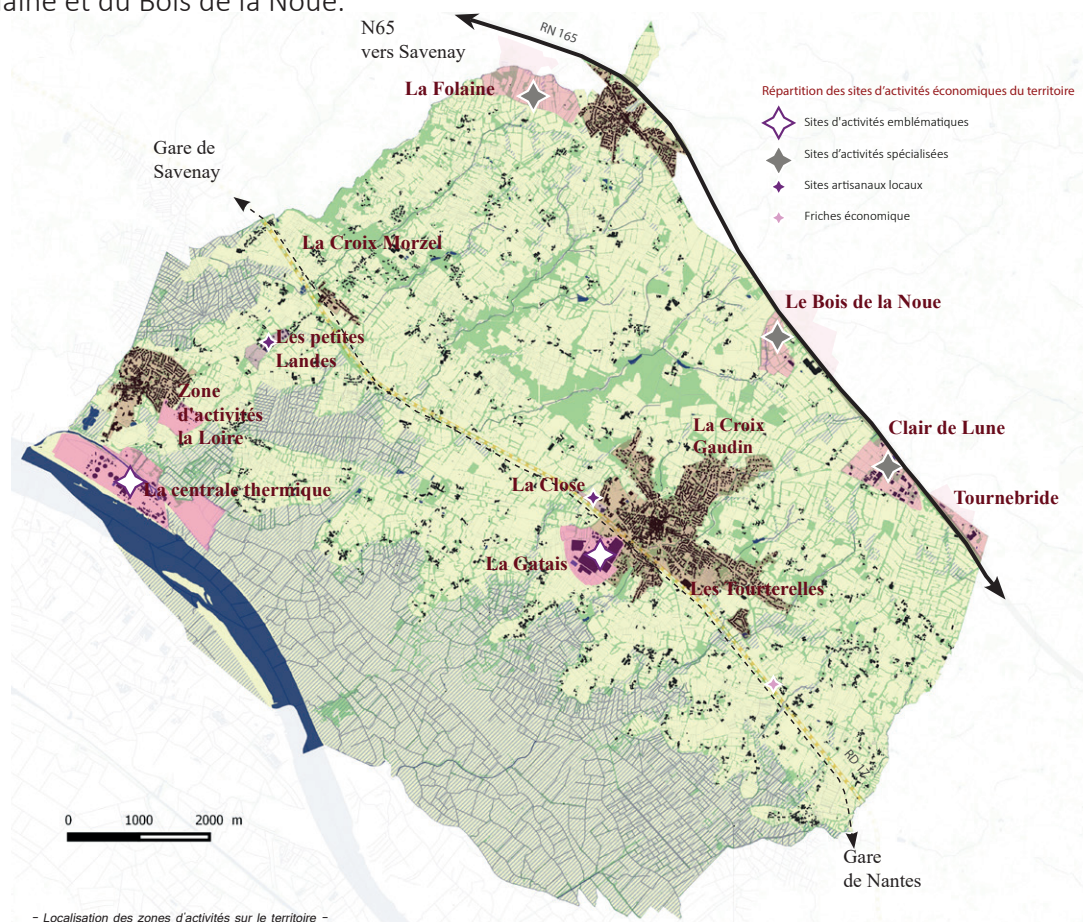 aine et du Bois de la Noue.
N65
vers Savenay
RN 165
La Folaine
Répartition des sites d'activités économiques du territoire
Sites d'activités emblématiques
Sites d'activités spécialisées
Sites artisanaux locaux
Friches économique
Gare de
Savenay
La Croix Morzel
Le Bois de la Noue
Les petites
Landes
Zone
d'activités
la Loire
La Croix
Gaudin
Clair de Lune
La centrale thermique
La Close
Tournebride
La Gatais
Les Tourterelles
RD 17
0 1000 2000 m
Gare
de Nantes
- Localisation des zones d'activités sur le territoire -